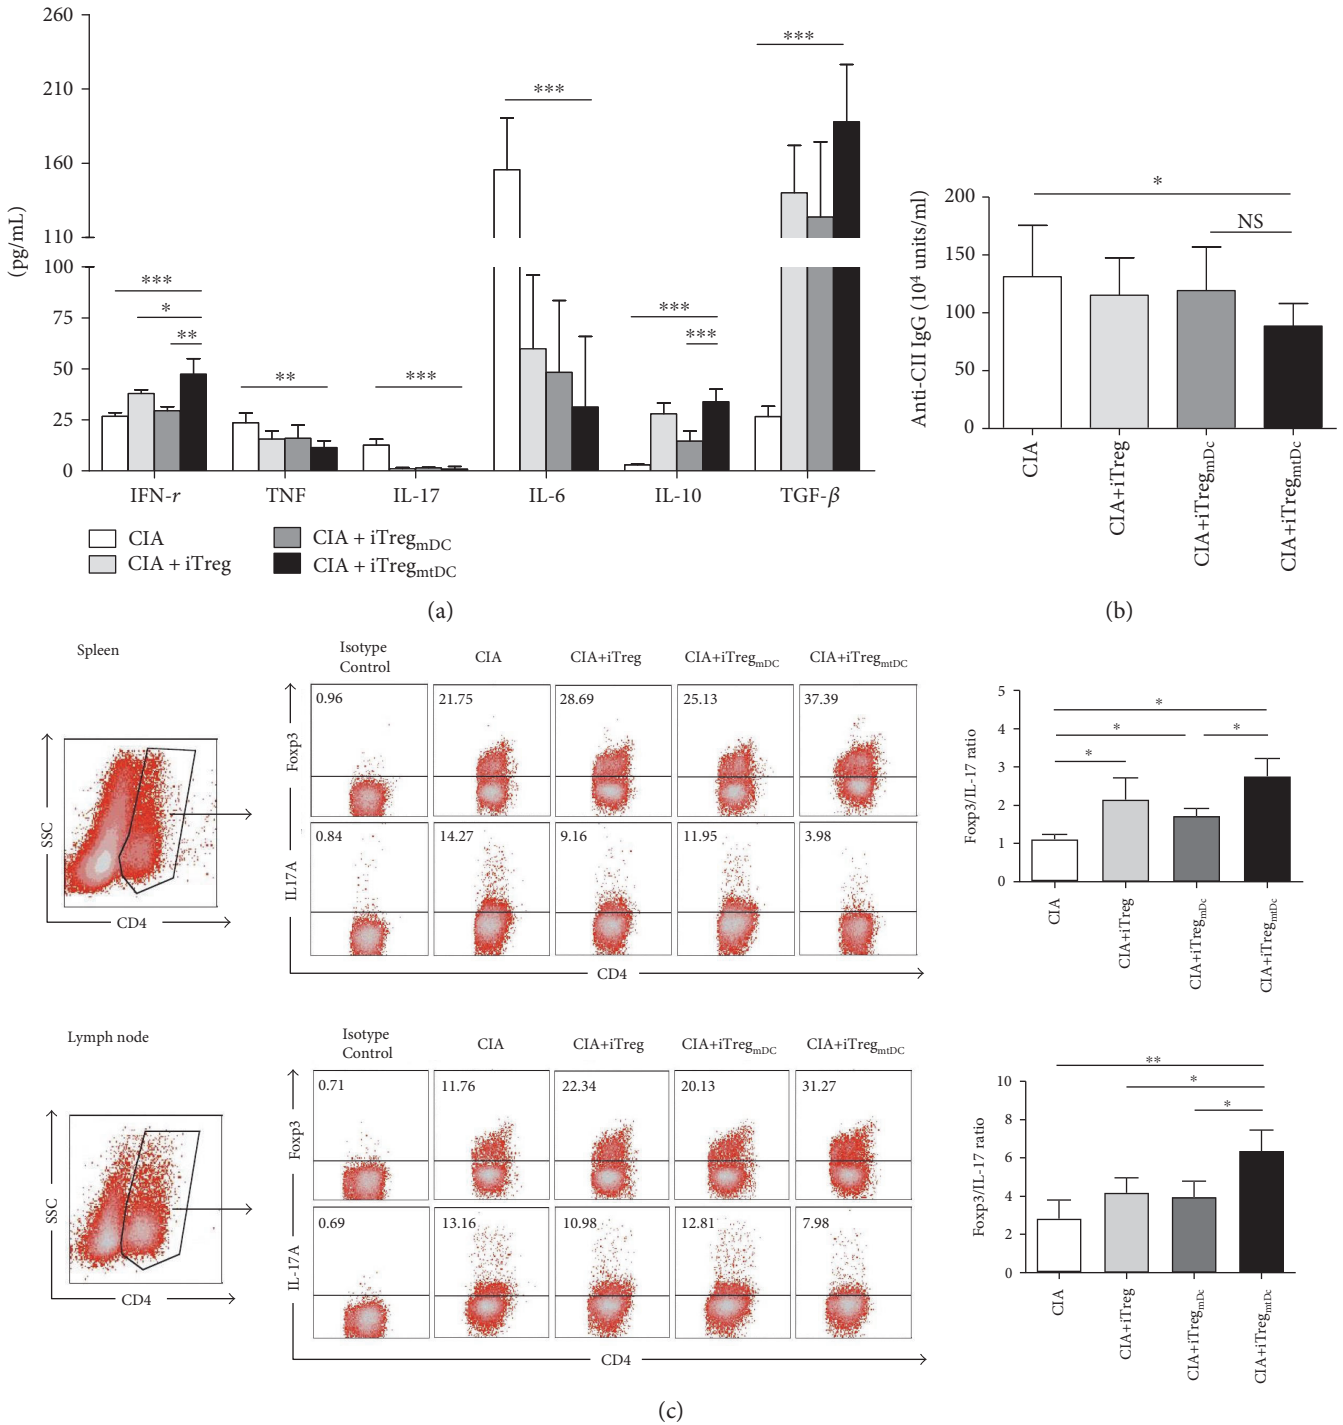 260
210
160
110
100
75
50
25
0
(pg/mL)
***
*
**
**
***
***
***
***
***
IFN-r
TNF
IL-17
IL-6
IL-10
TGF-β
CIA
CIA + iTreg
CIA + iTregmDC
CIA + iTregmtDC
(a)
200
150
100
50
0
Anti-CII IgG (10⁴ units/ml)
*
NS
CIA
CIA+iTreg
CIA+iTregmDc
CIA+iTregmtDc
(b)
Spleen
SSC
CD4
Isotype
Control
CIA
CIA+iTreg
CIA+iTregmDC
CIA+iTregmtDC
Foxp3
0.96
21.75
28.69
25.13
37.39
IL17A
0.84
14.27
9.16
11.95
3.98
CD4
5
4
3
2
1
0
Foxp3/IL-17 ratio
*
*
*
*
CIA
CIA+iTreg
CIA+iTregmDc
CIA+iTregmtDc
Lymph node
SSC
CD4
Isotype
Control
CIA
CIA+iTreg
CIA+iTregmDC
CIA+iTregmtDC
Foxp3
0.71
11.76
22.34
20.13
31.27
IL-17A
0.69
13.16
10.98
12.81
7.98
CD4
10
8
6
4
2
0
Foxp3/IL-17 ratio
**
*
*
CIA
CIA+iTreg
CIA+iTregmDc
CIA+iTregmtDc
(c)